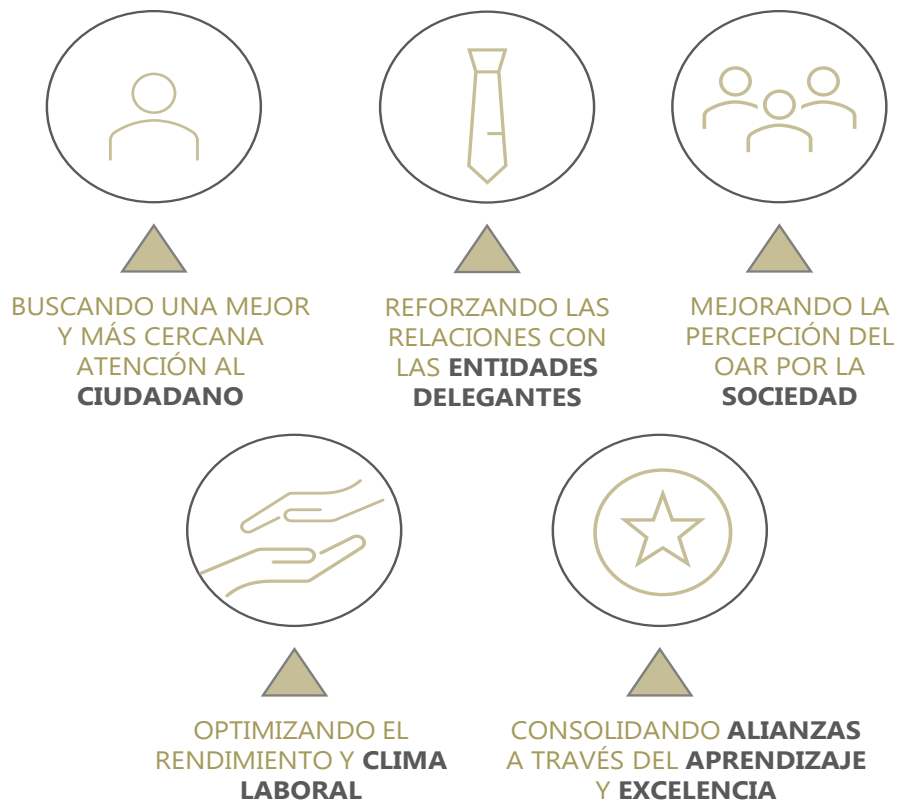 BUSCANDO UNA MEJOR
Y MÁS CERCANA
ATENCIÓN AL
CIUDADANO
REFORZANDO LAS
RELACIONES CON
LAS ENTIDADES
DELEGANTES
MEJORANDO LA
PERCEPCIÓN DEL
OAR POR LA
SOCIEDAD
OPTIMIZANDO EL
RENDIMIENTO Y CLIMA
LABORAL
CONSOLIDANDO ALIANZAS
A TRAVÉS DEL APRENDIZAJE
Y EXCELENCIA